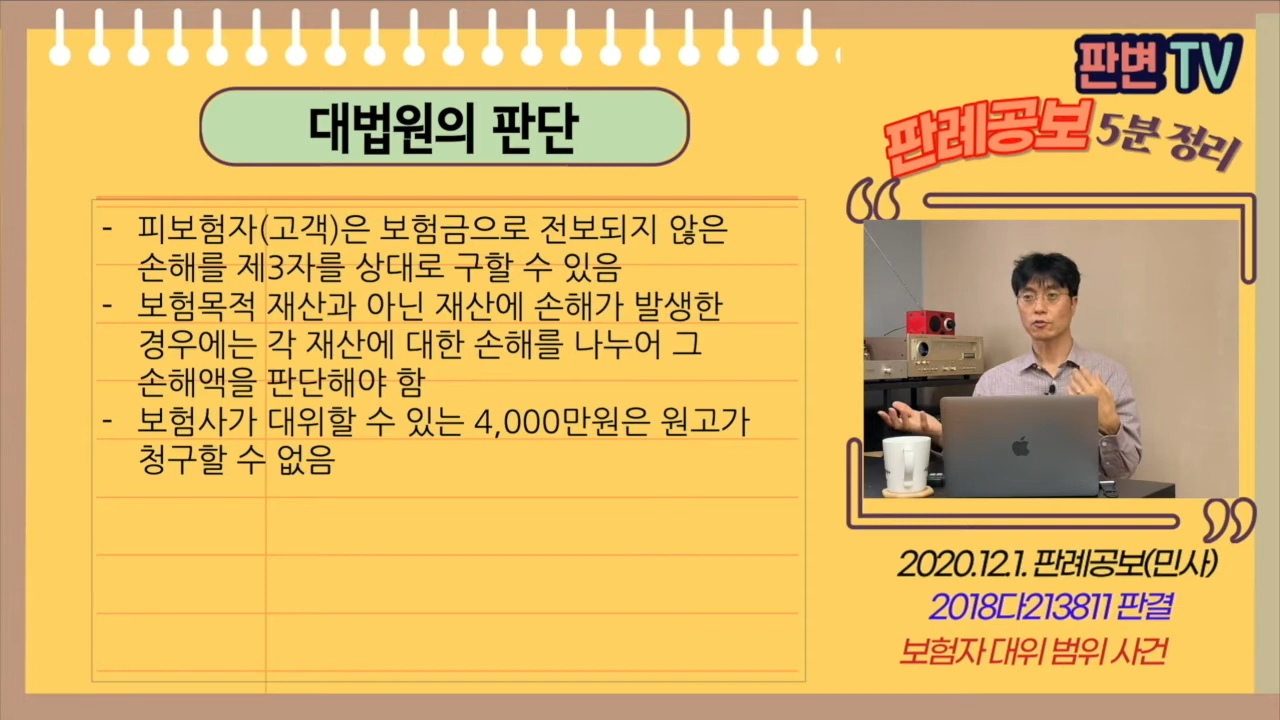 대법원의 판단
- 피보험자(고객)은 보험금으로 전보되지 않은
손해를 제3자를 상대로 구할 수 있음
- 보험목적 재산과 아닌 재산에 손해가 발생한
경우에는 각 재산에 대한 손해를 나누어 그
손해액을 판단해야 함
- 보험사가 대위할 수 있는 4,000만원은 원고가
청구할 수 없음
판변 TV
판례공보 5분 정리
2020.12.1. 판례공보(민사)
2018다213811 판결
보험자 대위 범위 사건